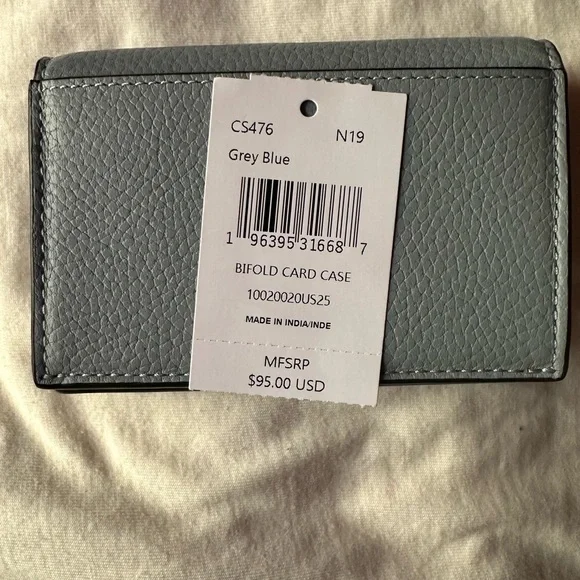 CS476 N19
Grey Blue
1 96395 31668 7
BIFOLD CARD CASE
10020020US25
MADE IN INDIA/INDE
MFSRP
$95.00 USD